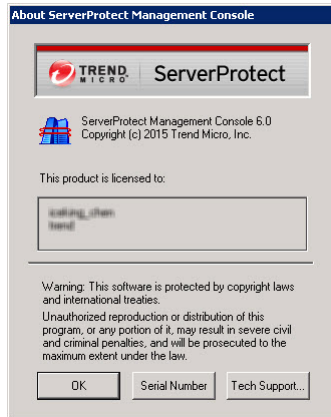 About ServerProtect Management Console
TREND
MICRO
ServerProtect
ServerProtect Management Console 6.0
Copyright (c) 2015 Trend Micro, Inc.
This product is licensed to:
Warning: This software is protected by copyright laws
and international treaties.
Unauthorized reproduction or distribution of this
program, or any portion of it, may result in severe civil
and criminal penalties, and will be prosecuted to the
maximum extent under the law.
OK
Serial Number
Tech Support...